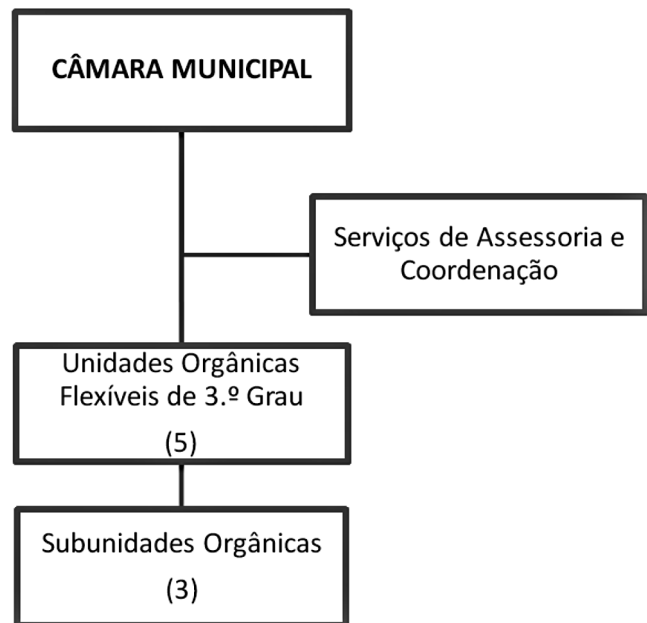 CÂMARA MUNICIPAL
Serviços de Assessoria e
Coordenação
Unidades Orgânicas
Flexíveis de 3.º Grau
(5)
Subunidades Orgânicas
(3)